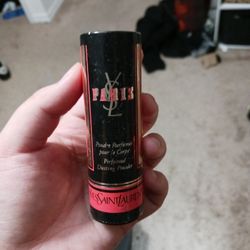 PARIS
YSL
Poudre Parfumée
pour le Corps
Perfumed
Dusting Powder
YVES SAINT LAURENT